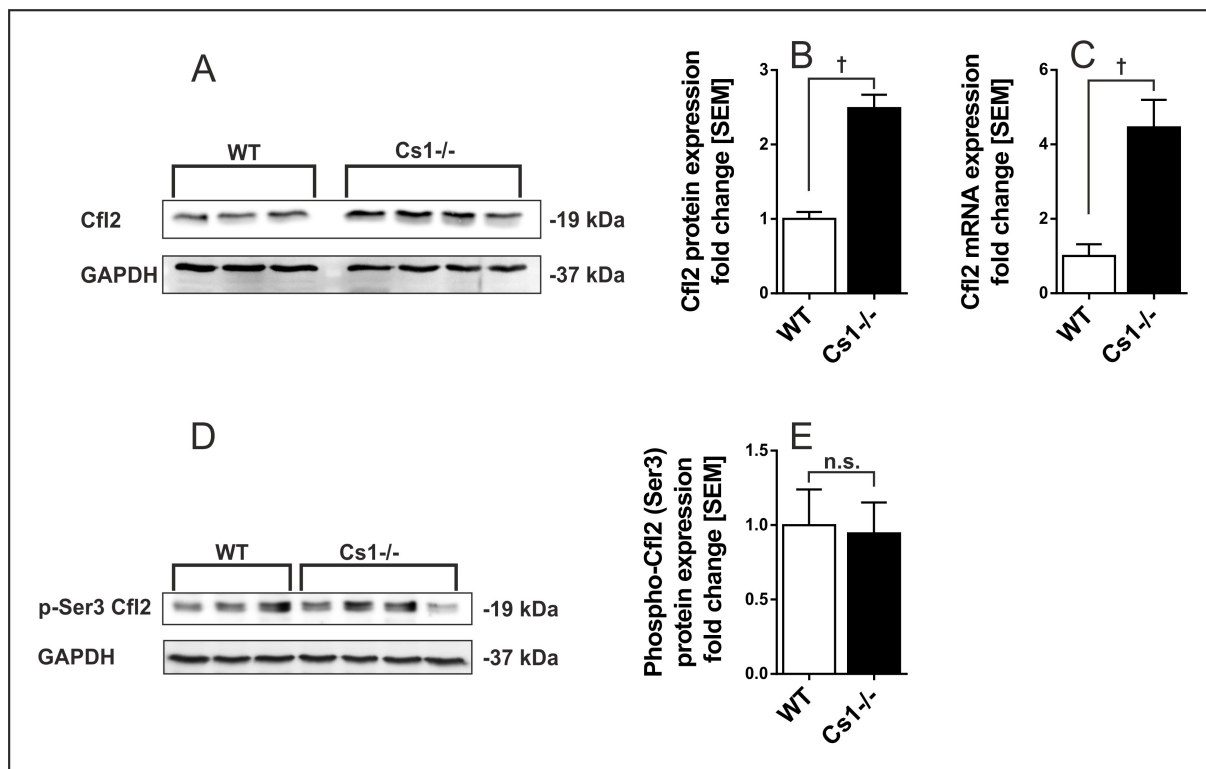 A
WT
Cs1-/-
Cfl2
-19 kDa
GAPDH
-37 kDa
B
Cfl2 protein expression
fold change [SEM]
3
2
1
0
†
WT
Cs1-/-
C
Cfl2 mRNA expression
fold change [SEM]
6
4
2
0
†
WT
Cs1-/-
D
WT
Cs1-/-
p-Ser3 Cfl2
-19 kDa
GAPDH
-37 kDa
E
Phospho-Cfl2 (Ser3)
protein expression
fold change [SEM]
1.5
1.0
0.5
0.0
n.s.
WT
Cs1-/-